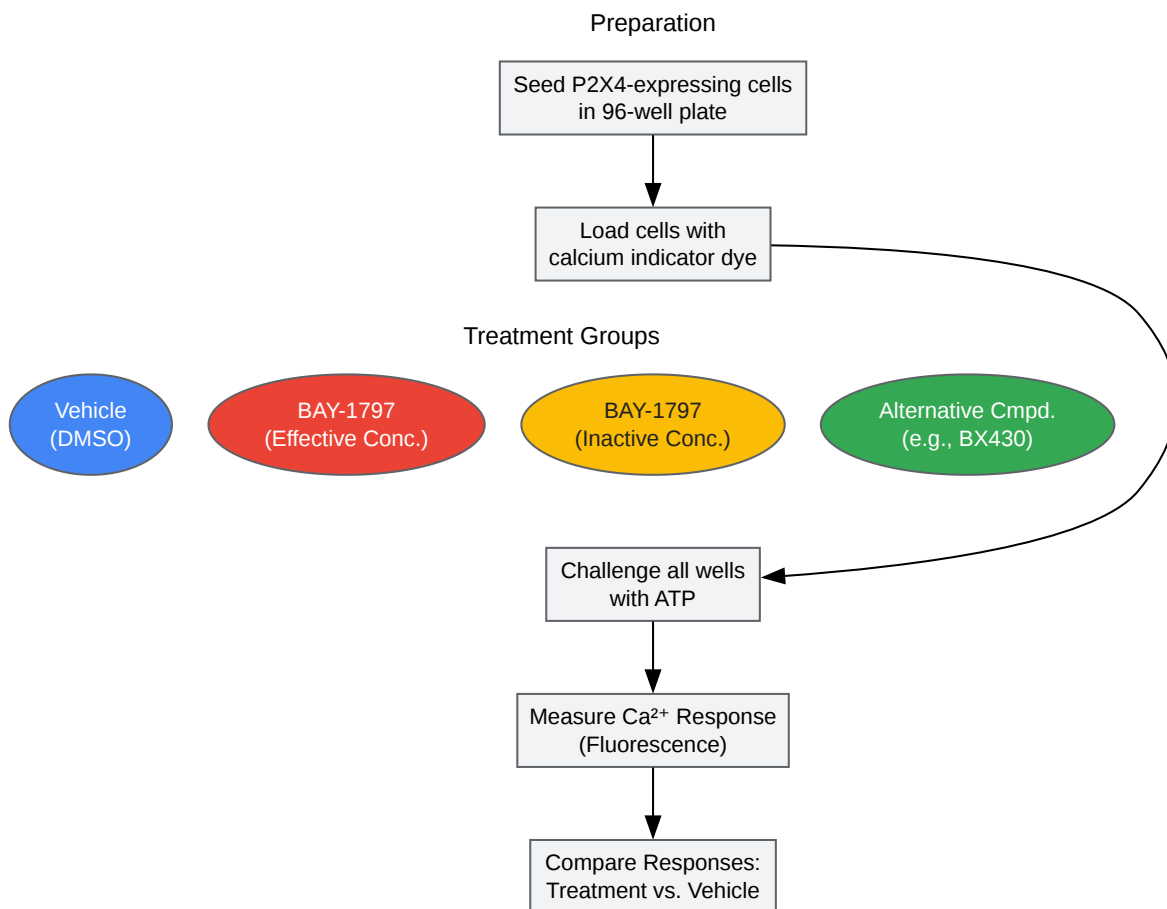 Preparation
Seed P2X4-expressing cells
in 96-well plate
Load cells with
calcium indicator dye
Treatment Groups
Vehicle
(DMSO)
BAY-1797
(Effective Conc.)
BAY-1797
(Inactive Conc.)
Alternative Cmpd.
(e.g., BX430)
Challenge all wells
with ATP
Measure Ca²⁺ Response
(Fluorescence)
Compare Responses:
Treatment vs. Vehicle